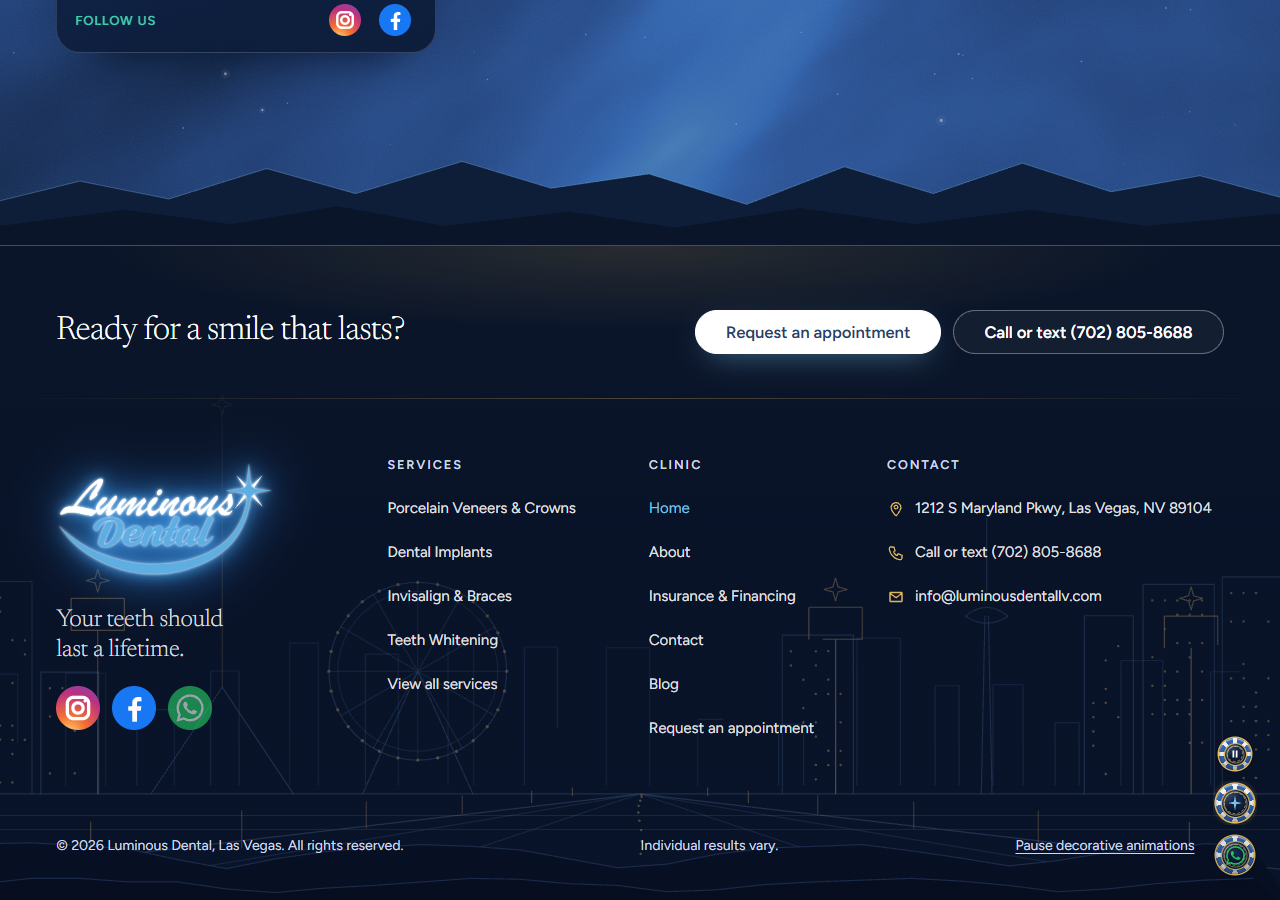 FOLLOW US
Ready for a smile that lasts?
Request an appointment
Call or text (702) 805-8688
Luminous
Dental
Your teeth should
last a lifetime.
SERVICES
Porcelain Veneers & Crowns
Dental Implants
Invisalign & Braces
Teeth Whitening
View all services
CLINIC
Home
About
Insurance & Financing
Contact
Blog
Request an appointment
CONTACT
1212 S Maryland Pkwy, Las Vegas, NV 89104
Call or text (702) 805-8688
info@luminousdentallv.com
© 2026 Luminous Dental, Las Vegas. All rights reserved.
Individual results vary.
Pause decorative animations